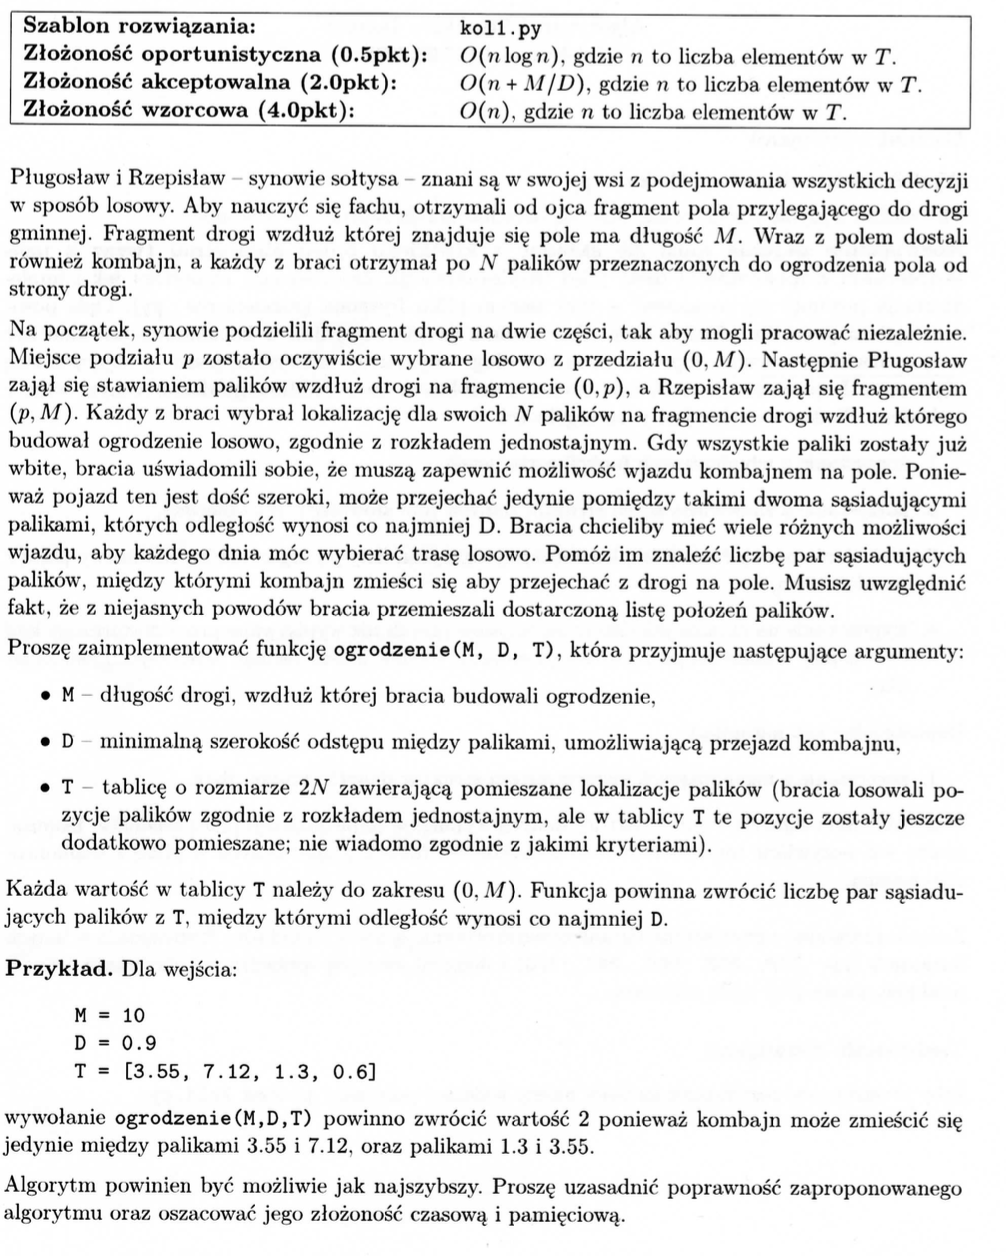 Szablon rozwiązania: kol1.py
Złożoność oportunistyczna (0.5pkt): O(n log n), gdzie n to liczba elementów w T.
Złożoność akceptowalna (2.0pkt): O(n + M/D), gdzie n to liczba elementów w T.
Złożoność wzorcowa (4.0pkt): O(n), gdzie n to liczba elementów w T.
Pługosław i Rzepisław – synowie sołtysa – znani są w swojej wsi z podejmowania wszystkich decyzji
w sposób losowy. Aby nauczyć się fachu, otrzymali od ojca fragment pola przylegającego do drogi
gminnej. Fragment drogi wzdłuż której znajduje się pole ma długość M. Wraz z polem dostali
również kombajn, a każdy z braci otrzymał po N palików przeznaczonych do ogrodzenia pola od
strony drogi.
Na początek, synowie podzielili fragment drogi na dwie części, tak aby mogli pracować niezależnie.
Miejsce podziału p zostało oczywiście wybrane losowo z przedziału (0, M). Następnie Pługosław
zajął się stawianiem palików wzdłuż drogi na fragmencie (0, p), a Rzepisław zajął się fragmentem
(p, M). Każdy z braci wybrał lokalizację dla swoich N palików na fragmencie drogi wzdłuż którego
budował ogrodzenie losowo, zgodnie z rozkładem jednostajnym. Gdy wszystkie paliki zostały już
wbite, bracia uświadomili sobie, że muszą zapewnić możliwość wjazdu kombajnem na pole. Ponie-
waż pojazd ten jest dość szeroki, może przejechać jedynie pomiędzy takimi dwoma sąsiadującymi
palikami, których odległość wynosi co najmniej D. Bracia chcieliby mieć wiele różnych możliwości
wjazdu, aby każdego dnia móc wybierać trasę losowo. Pomóż im znaleźć liczbę par sąsiadujących
palików, między którymi kombajn zmieści się aby przejechać z drogi na pole. Musisz uwzględnić
fakt, że z niejasnych powodów bracia przemieszali dostarczoną listę położeń palików.
Proszę zaimplementować funkcję ogrodzenie(M, D, T), która przyjmuje następujące argumenty:
• M – długość drogi, wzdłuż której bracia budowali ogrodzenie,
• D – minimalną szerokość odstępu między palikami, umożliwiającą przejazd kombajnu,
• T – tablicę o rozmiarze 2N zawierającą pomieszane lokalizacje palików (bracia losowali po-
zycje palików zgodnie z rozkładem jednostajnym, ale w tablicy T te pozycje zostały jeszcze
dodatkowo pomieszane; nie wiadomo zgodnie z jakimi kryteriami).
Każda wartość w tablicy T należy do zakresu (0, M). Funkcja powinna zwrócić liczbę par sąsiadu-
jących palików z T, między którymi odległość wynosi co najmniej D.
Przykład. Dla wejścia:
M = 10
D = 0.9
T = [3.55, 7.12, 1.3, 0.6]
wywołanie ogrodzenie(M,D,T) powinno zwrócić wartość 2 ponieważ kombajn może zmieścić się
jedynie między palikami 3.55 i 7.12, oraz palikami 1.3 i 3.55.
Algorytm powinien być możliwie jak najszybszy. Proszę uzasadnić poprawność zaproponowanego
algorytmu oraz oszacować jego złożoność czasową i pamięciową.